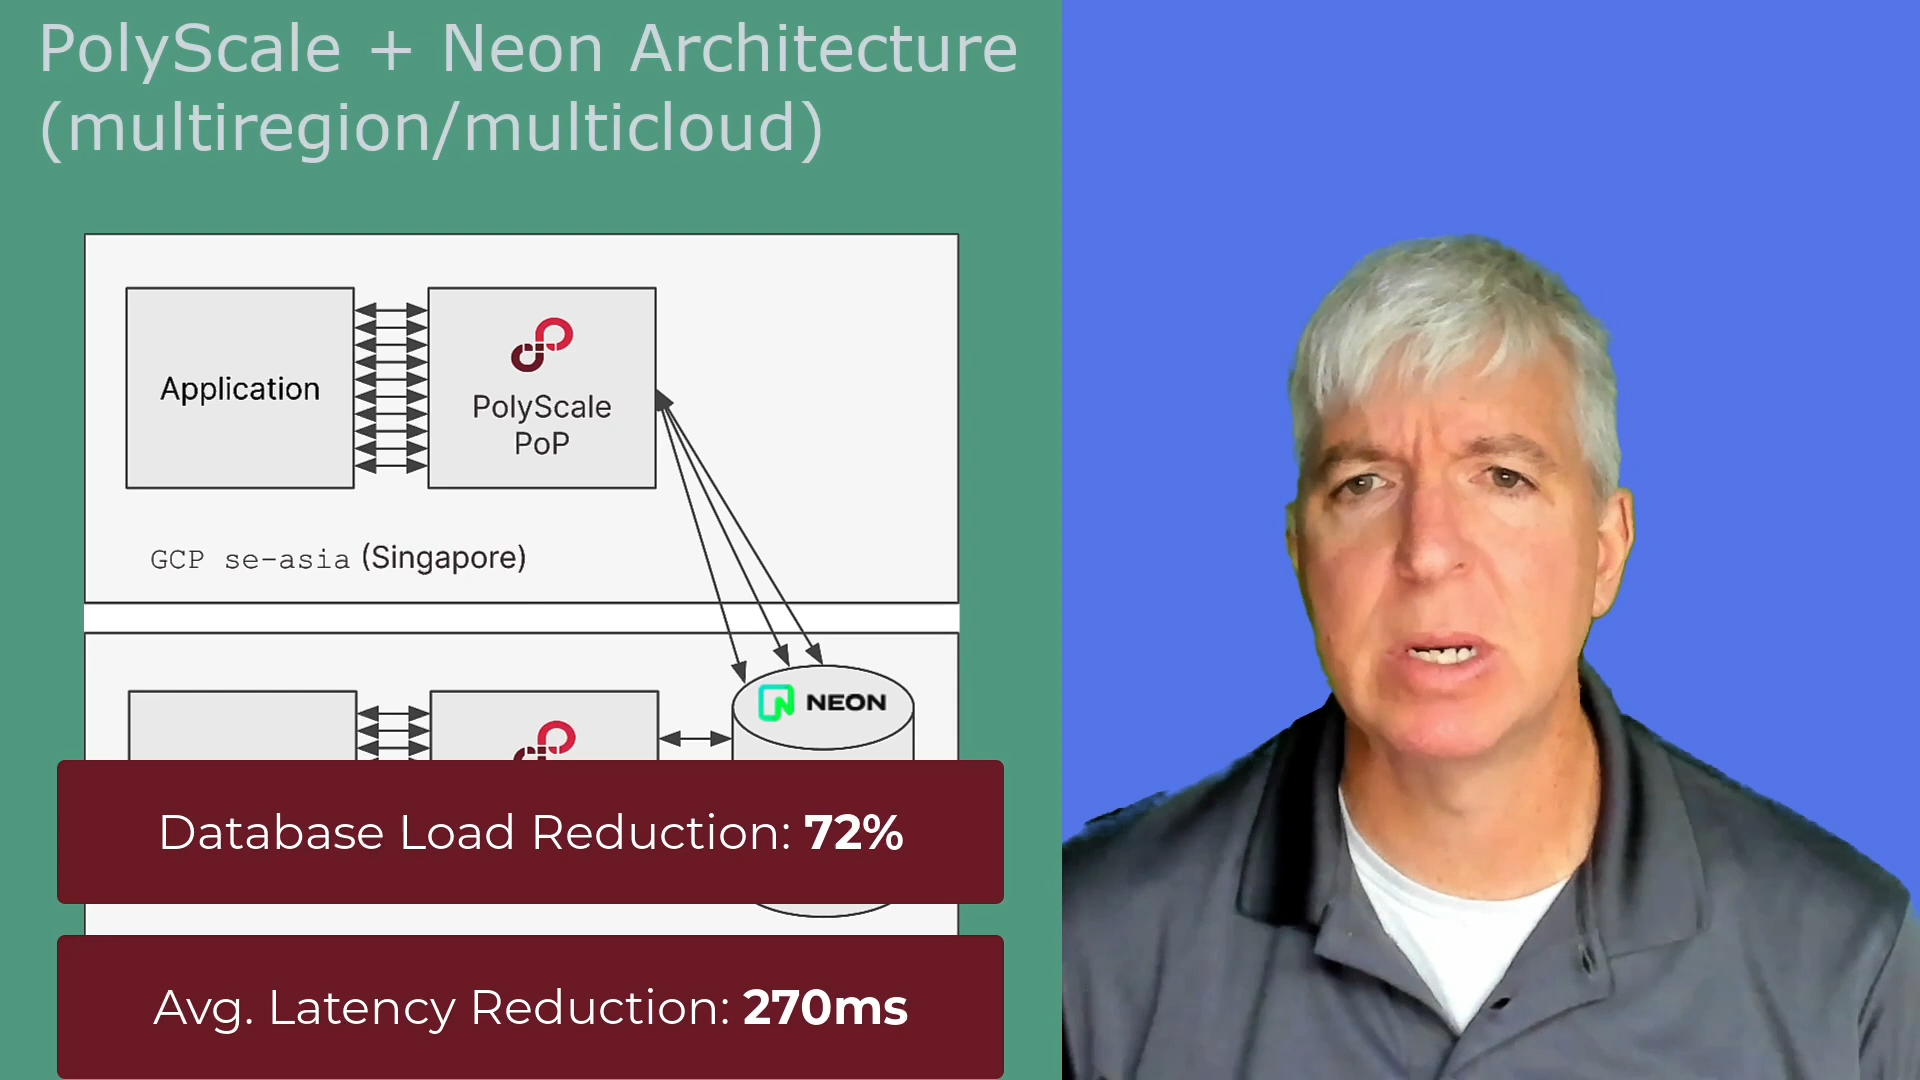 PolyScale + Neon Architecture
(multiregion/multicloud)
Application
PolyScale
PoP
GCP se-asia (Singapore)
NEON
Database Load Reduction: 72%
Avg. Latency Reduction: 270ms